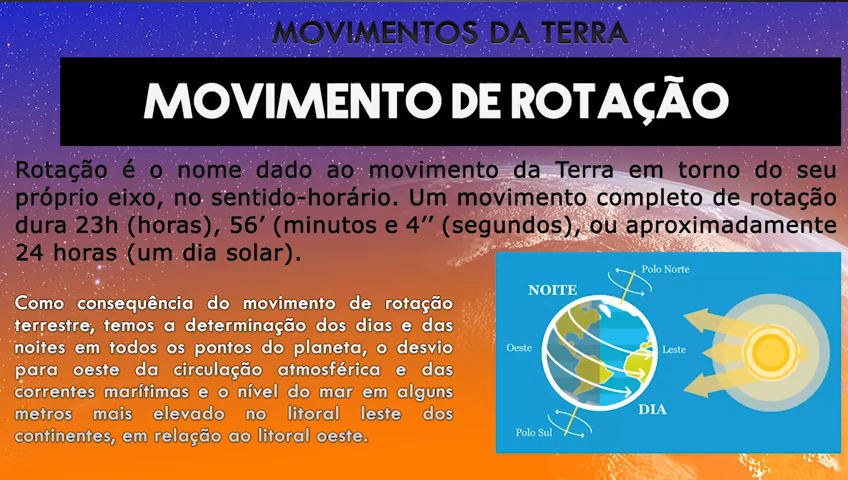 MOVIMENTOS DA TERRA
MOVIMENTO DE ROTAÇÃO
Rotação é o nome dado ao movimento da Terra em torno do seu
próprio eixo, no sentido-horário. Um movimento completo de rotação
dura 23h (horas), 56’ (minutos e 4’’ (segundos), ou aproximadamente
24 horas (um dia solar).
Como consequência do movimento de rotação
terrestre, temos a determinação dos dias e das
noites em todos os pontos do planeta, o desvio
para oeste da circulação atmosférica e das
correntes marítimas e o nível do mar em alguns
metros mais elevado no litoral leste dos
continentes, em relação ao litoral oeste.
Polo Norte
NOITE
Oeste
Leste
DIA
Polo Sul